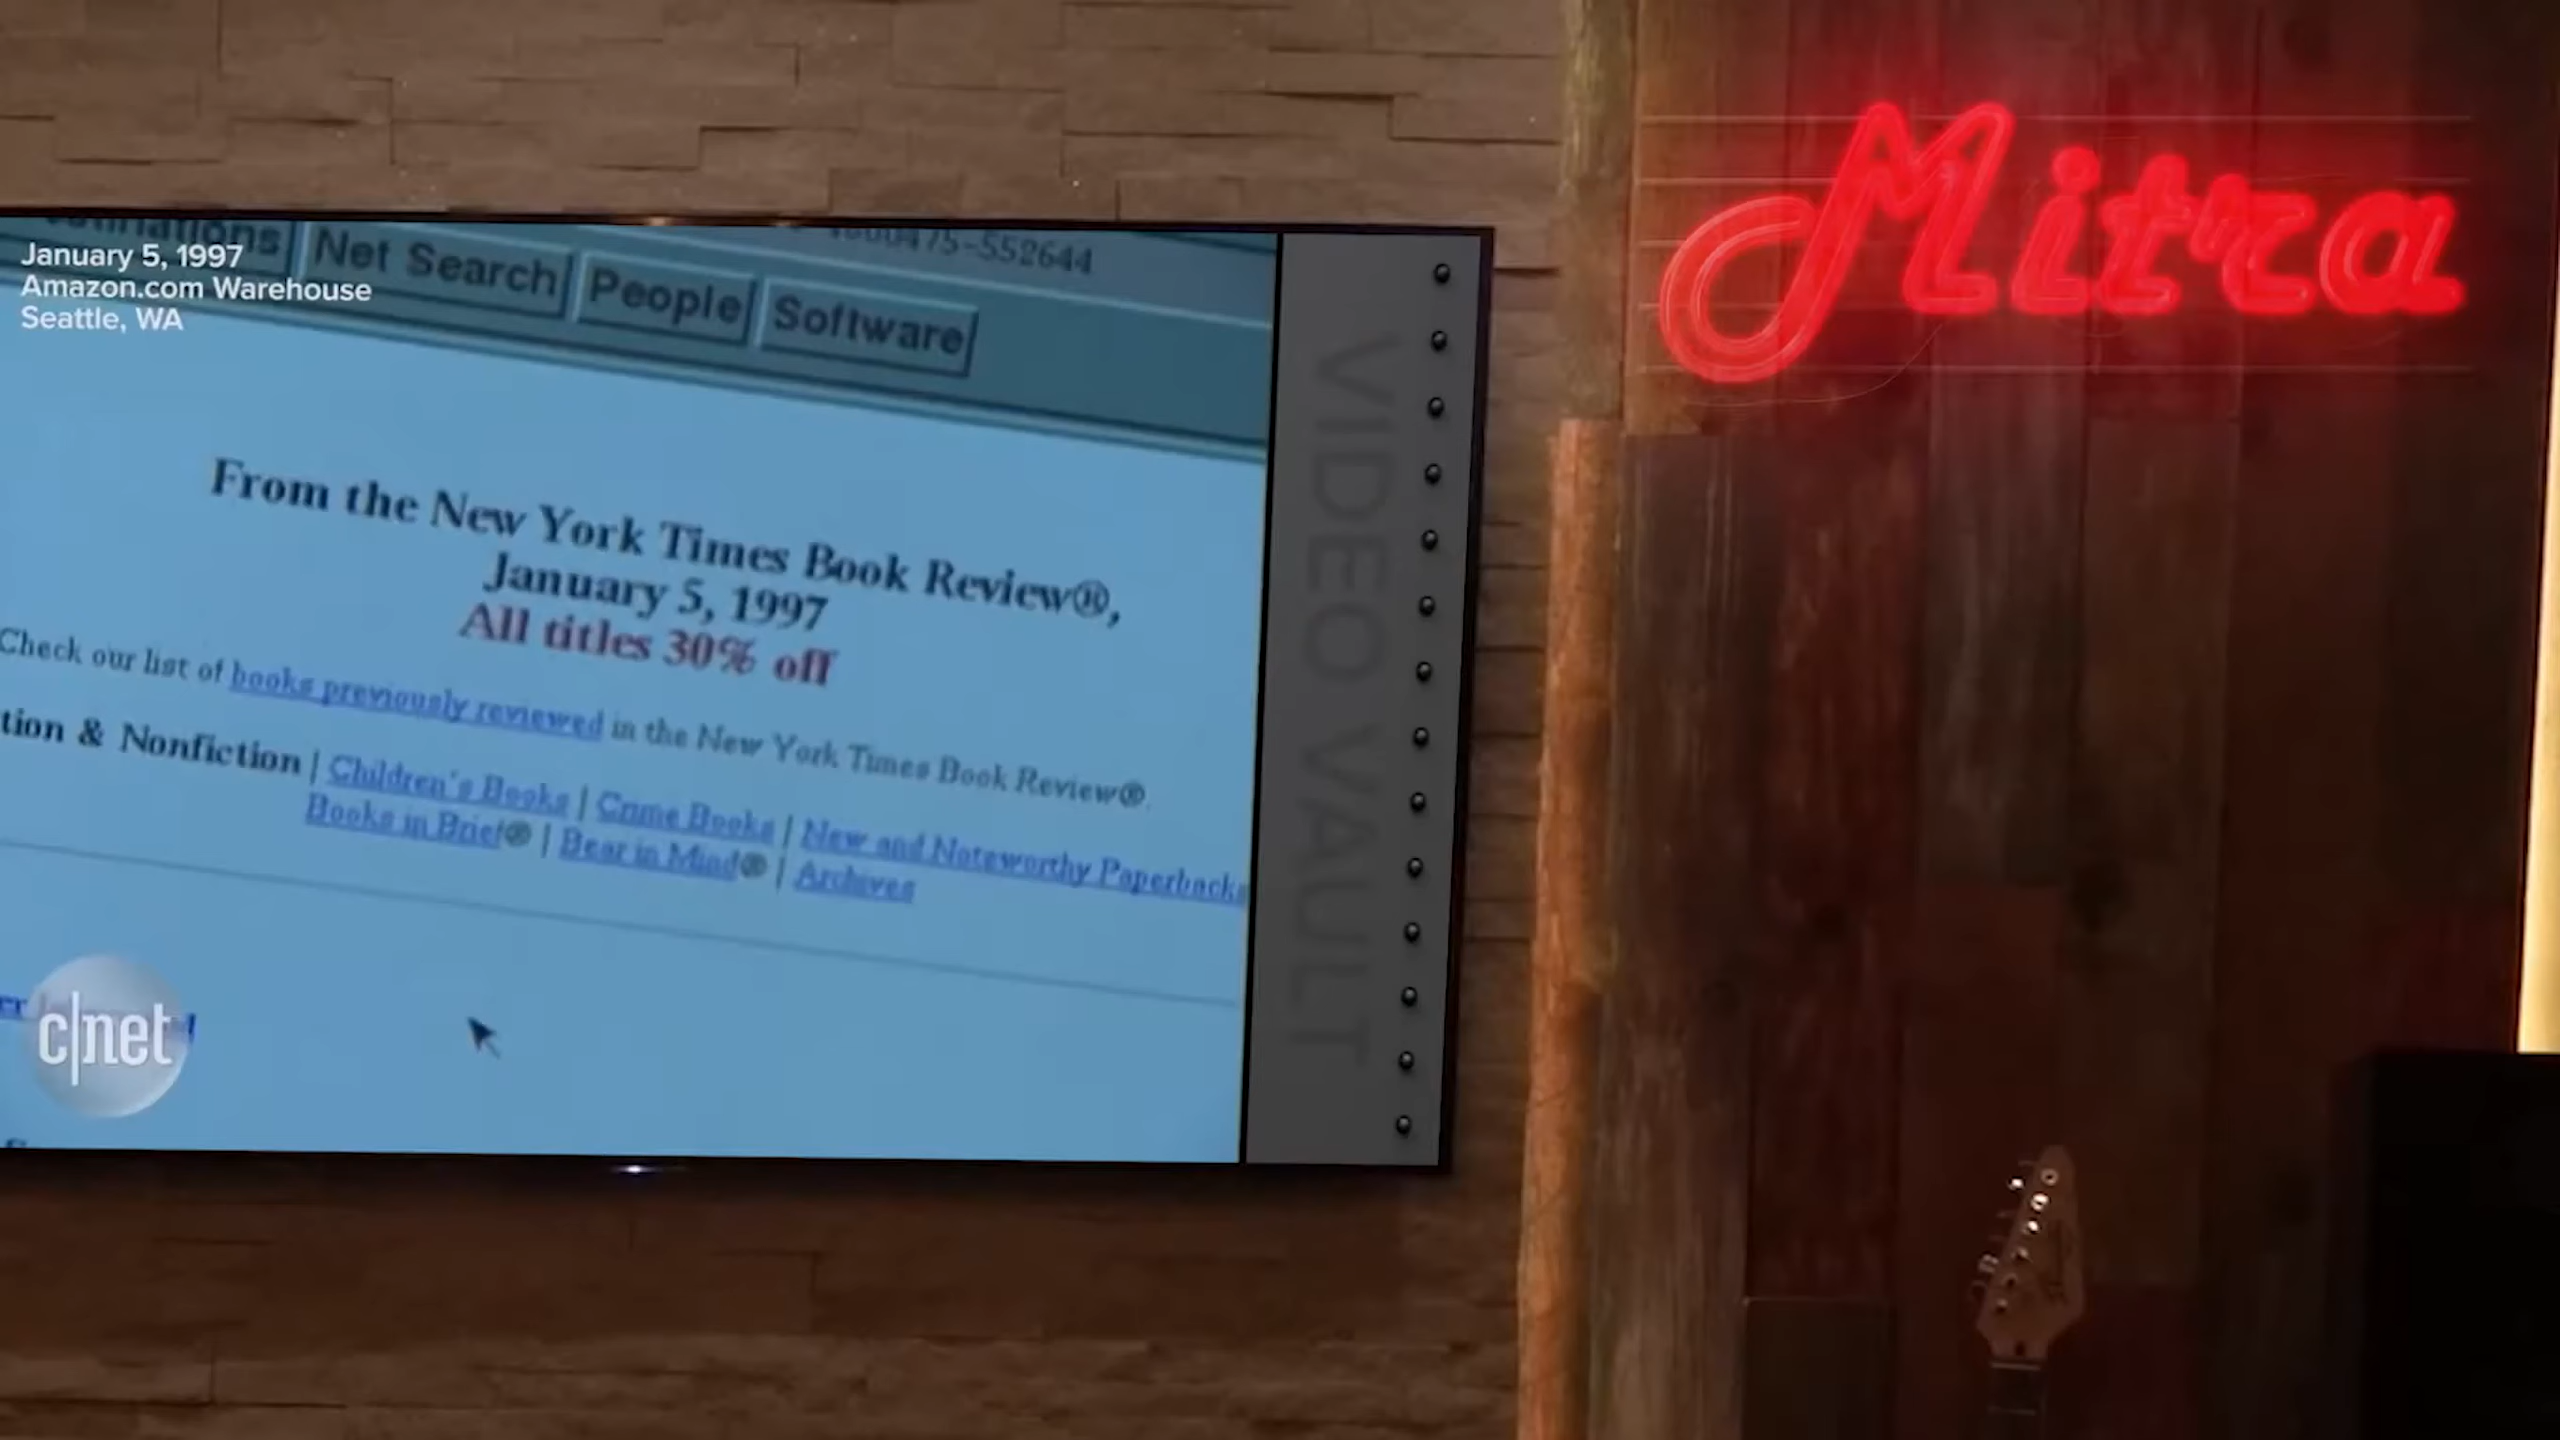 January 5, 1997
Amazon.com Warehouse
Seattle, WA
Net Search
People
Software
From the New York Times Book Review®,
January 5, 1997
All titles 30% off
Check our list of books previously reviewed in the New York Times Book Review®.
& Nonfiction | Children's Books | Crime Books | New and Noteworthy Paperbacks
Books in Brief® | Bear in Mind® | Archives
c|net
VIDEO VAULT
Mitra